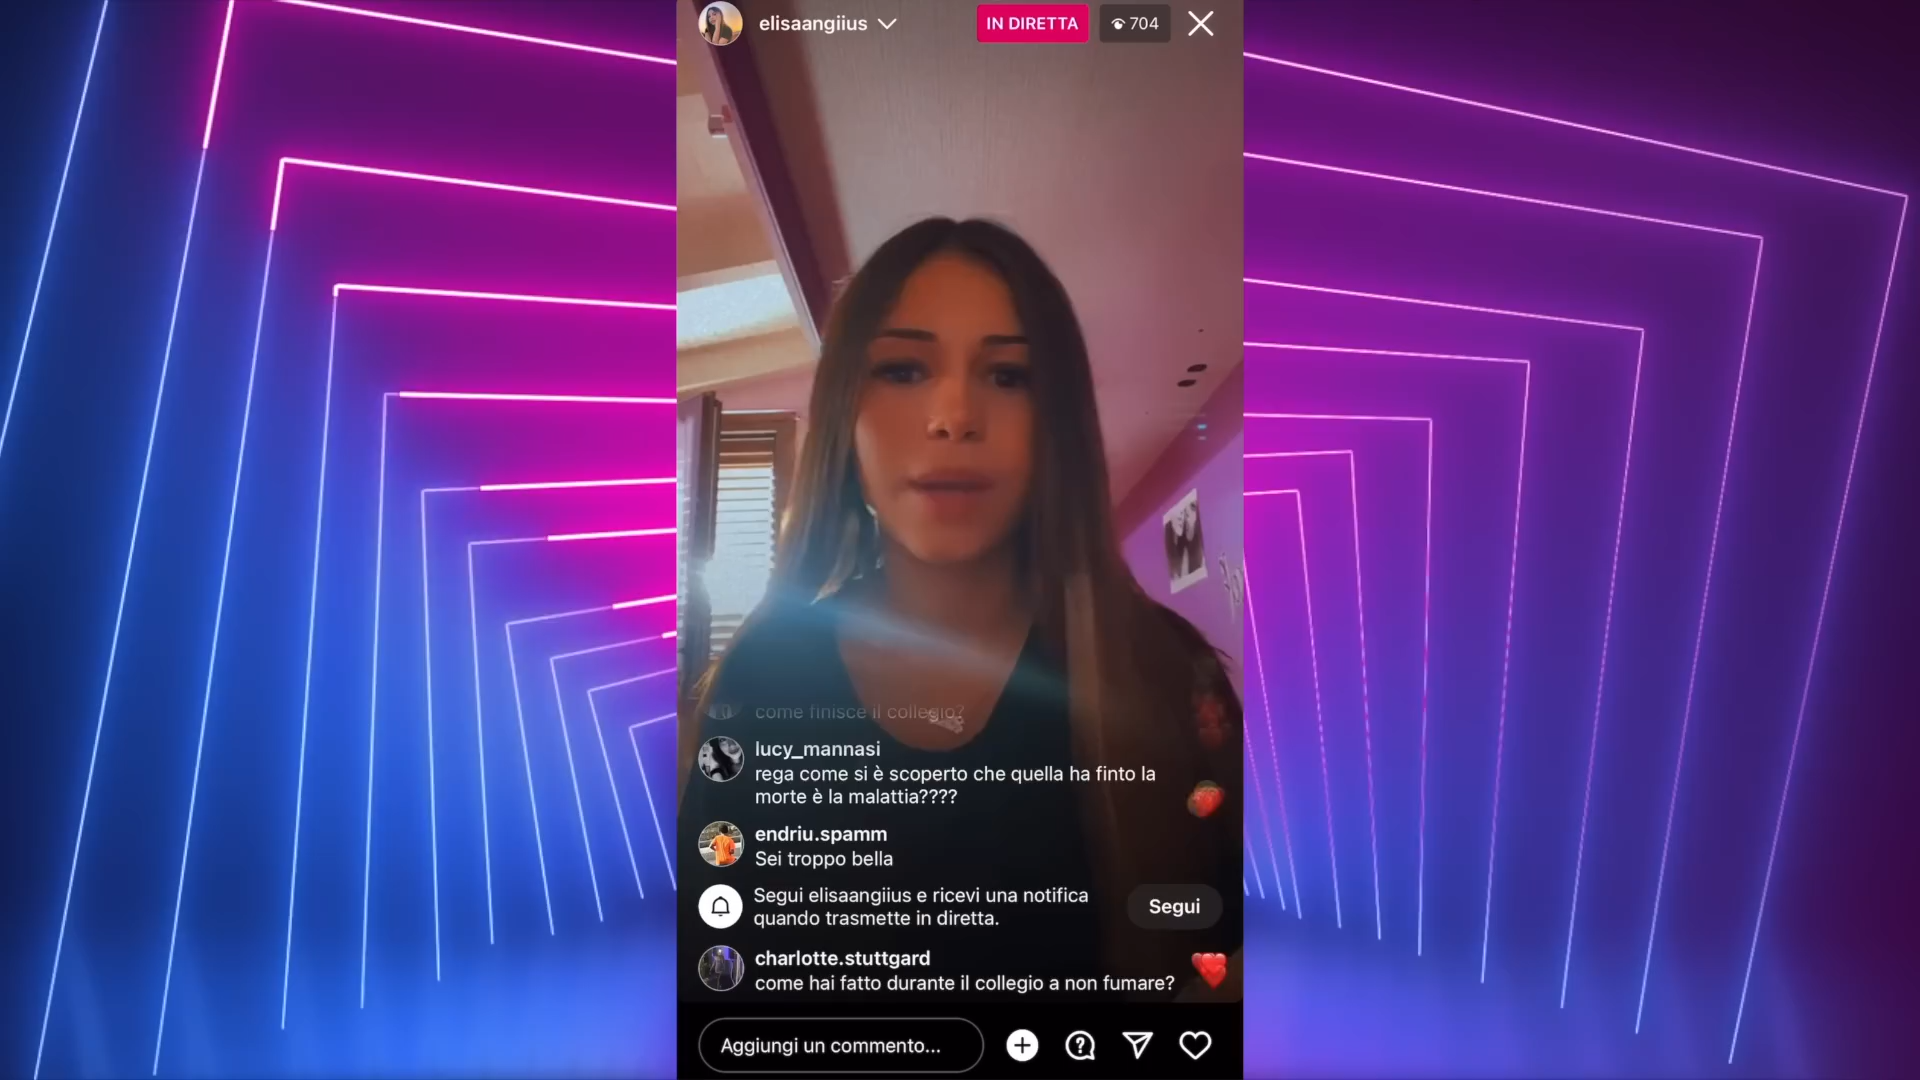 elisaangiius
IN DIRETTA
704
come finisce il collegio?
lucy_mannasi
rega come si è scoperto che quella ha finto la
morte è la malattia????
endriu.spamm
Sei troppo bella
Segui elisaangiius e ricevi una notifica
quando trasmette in diretta.
Segui
charlotte.stuttgard
come hai fatto durante il collegio a non fumare?
Aggiungi un commento...